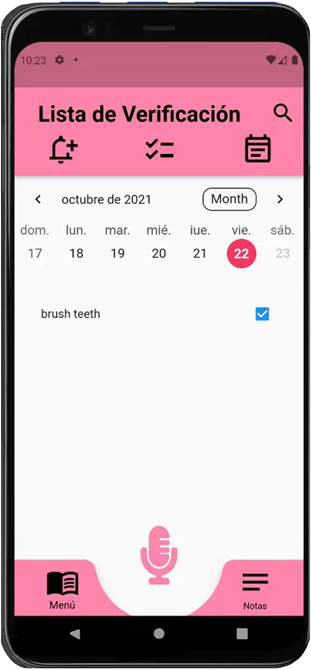 10:23
Lista de Verificación
octubre de 2021
Month
dom. lun. mar. mié. iue. vie. sáb.
17 18 19 20 21 22 23
brush teeth
Menú
Notas